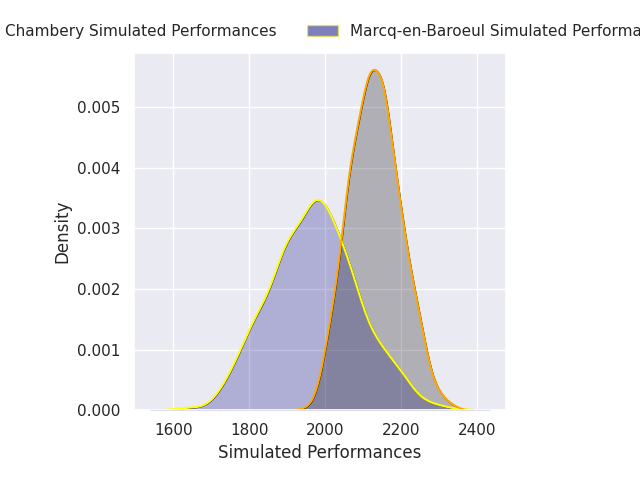 Chambery Simulated Performances
Marcq-en-Baroeul Simulated Performa
0.005
0.004
0.003
0.002
0.001
0.000
Density
1600 1800 2000 2200 2400
Simulated Performances